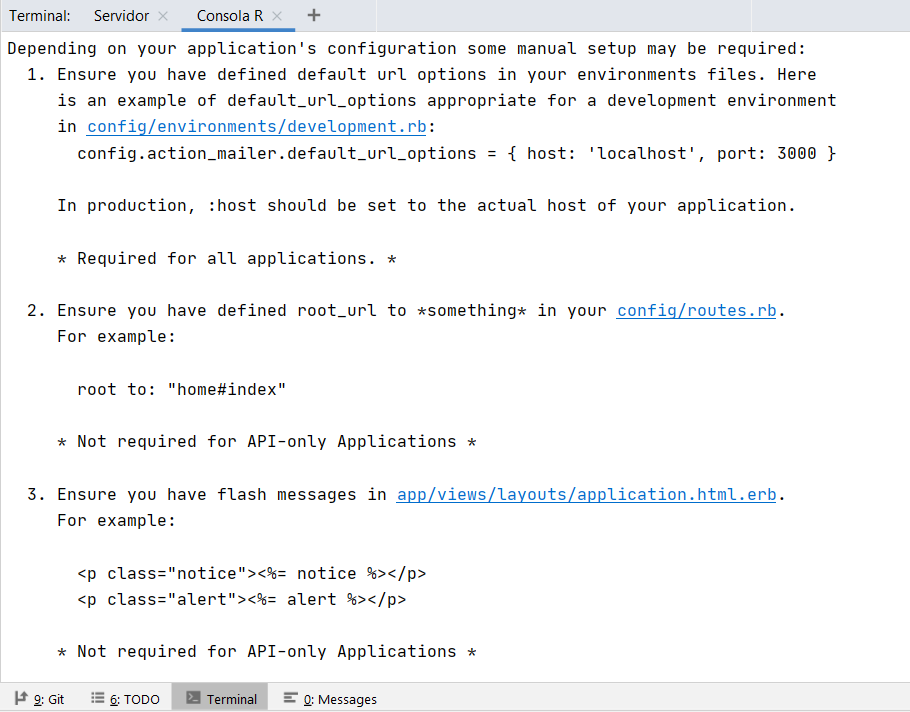 Terminal: Servidor × Consola R × +
Depending on your application's configuration some manual setup may be required:
1. Ensure you have defined default url options in your environments files. Here
is an example of default_url_options appropriate for a development environment
in config/environments/development.rb:
config.action_mailer.default_url_options = { host: 'localhost', port: 3000 }
In production, :host should be set to the actual host of your application.
* Required for all applications. *
2. Ensure you have defined root_url to *something* in your config/routes.rb.
For example:
root to: "home#index"
* Not required for API-only Applications *
3. Ensure you have flash messages in app/views/layouts/application.html.erb.
For example:
<p class="notice"><%= notice %></p>
<p class="alert"><%= alert %></p>
* Not required for API-only Applications *
9: Git 6: TODO Terminal 0: Messages